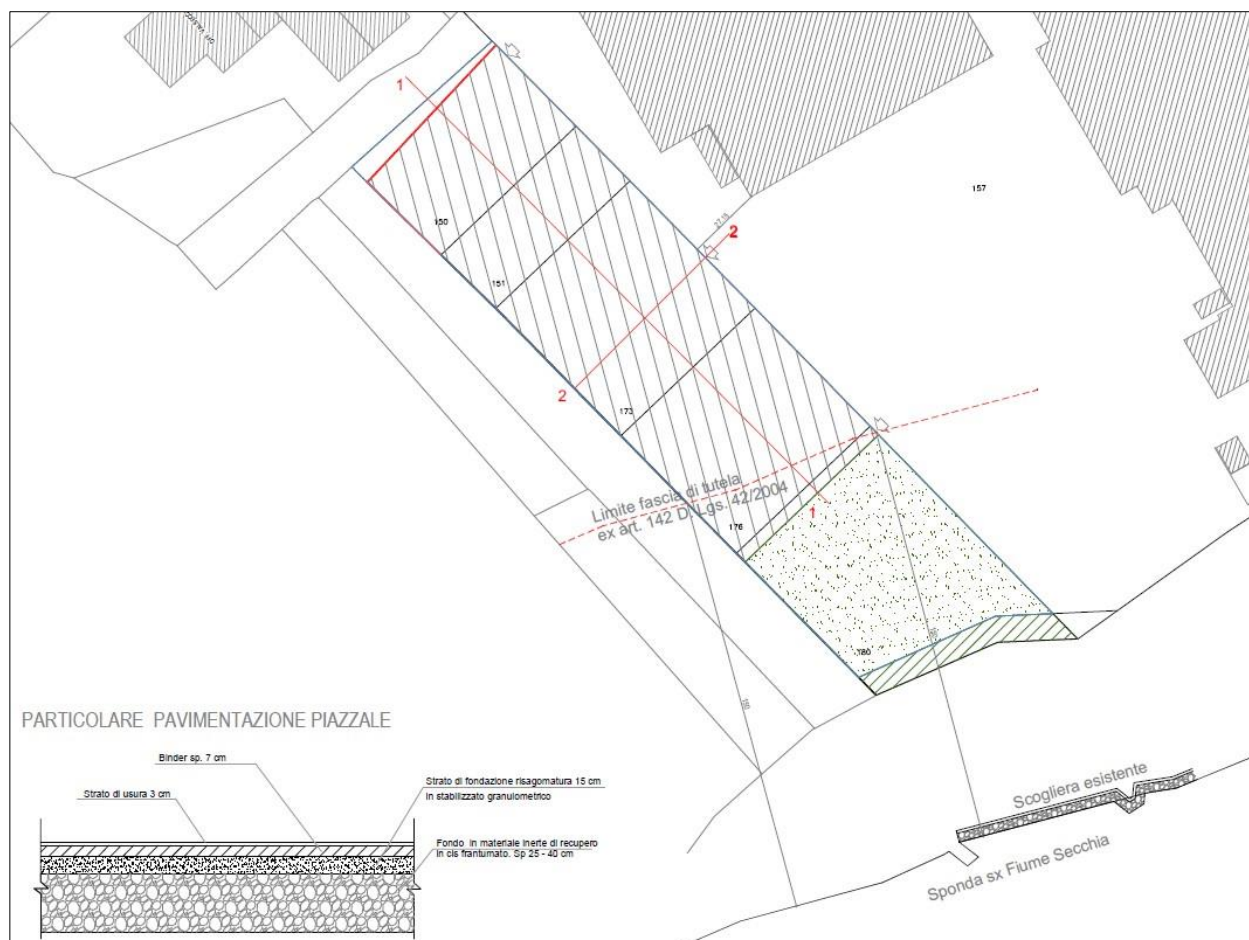 1
150
151
157
27.15
2
2
173
Limite fascia di tutela
ex art. 142 D. Lgs. 42/2004
1
176
180
150
PARTICOLARE PAVIMENTAZIONE PIAZZALE
Binder sp. 7 cm
Strato di usura 3 cm
Strato di fondazione risagomatura 15 cm
in stabilizzato granulometrico
Fondo in materiale inerte di recupero
in cls frantumato. Sp 25 - 40 cm
Scogliera esistente
Sponda sx Fiume Secchia